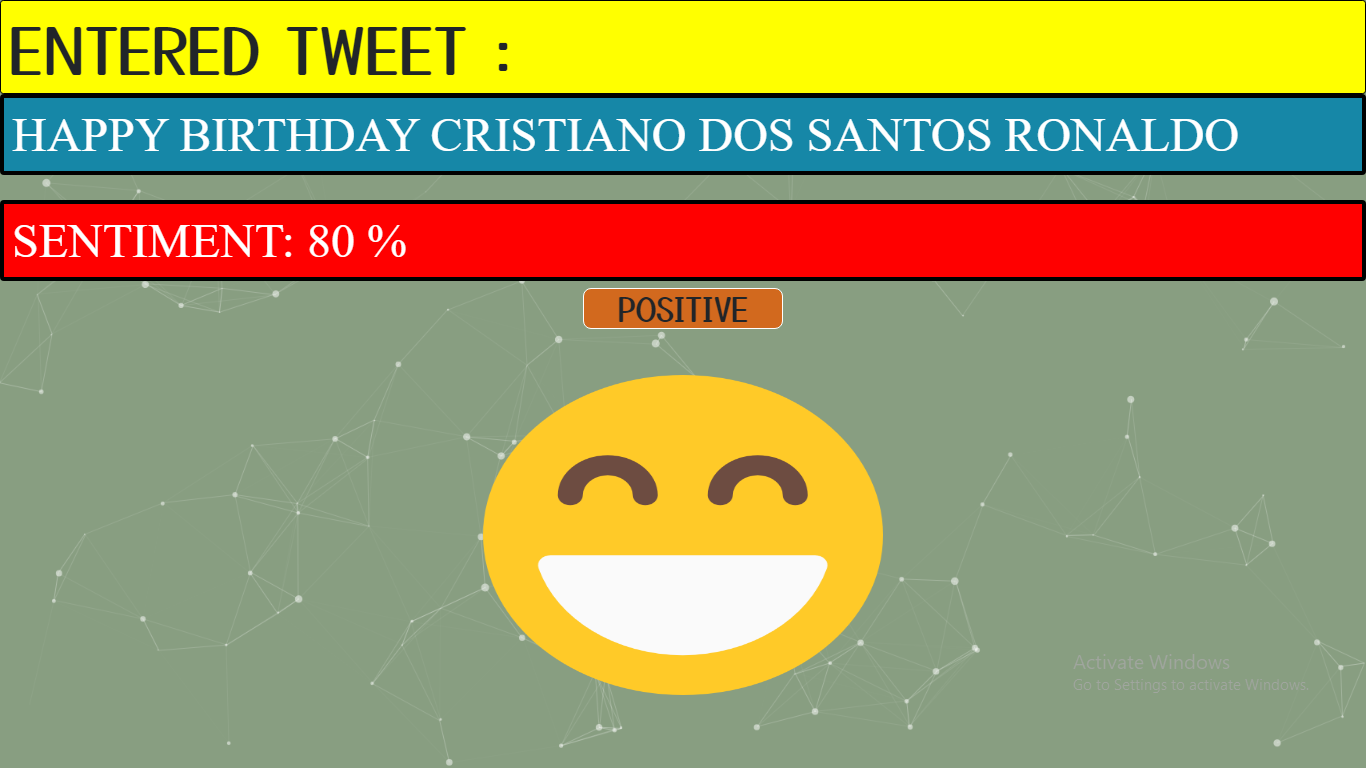 ENTERED TWEET :
HAPPY BIRTHDAY CRISTIANO DOS SANTOS RONALDO
SENTIMENT: 80 %
POSITIVE
Activate Windows
Go to Settings to activate Windows.